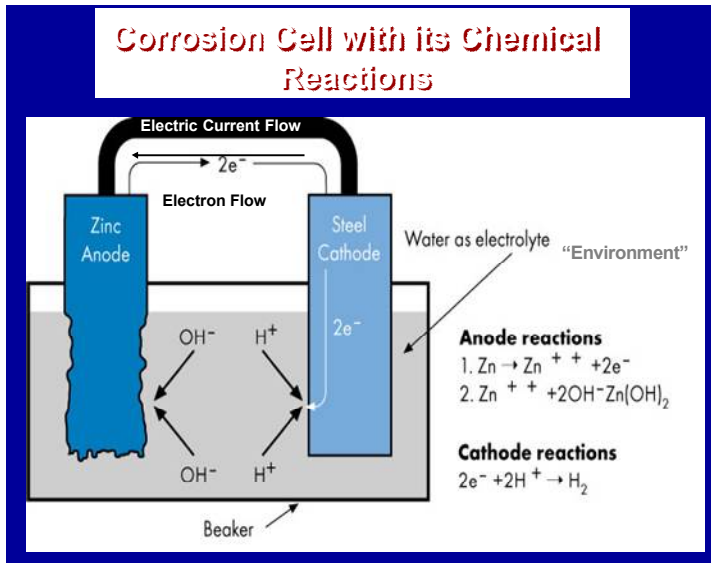 Corrosion Cell with its Chemical
Reactions
Electric Current Flow
2e⁻
Electron Flow
Zinc
Anode
Steel
Cathode
Water as electrolyte
“Environment”
OH⁻
H⁺
2e⁻
Anode reactions
1. Zn → Zn ⁺ ⁺ +2e⁻
2. Zn ⁺ ⁺ +2OH⁻Zn(OH)₂
OH⁻
H⁺
Cathode reactions
2e⁻ +2H ⁺ → H₂
Beaker